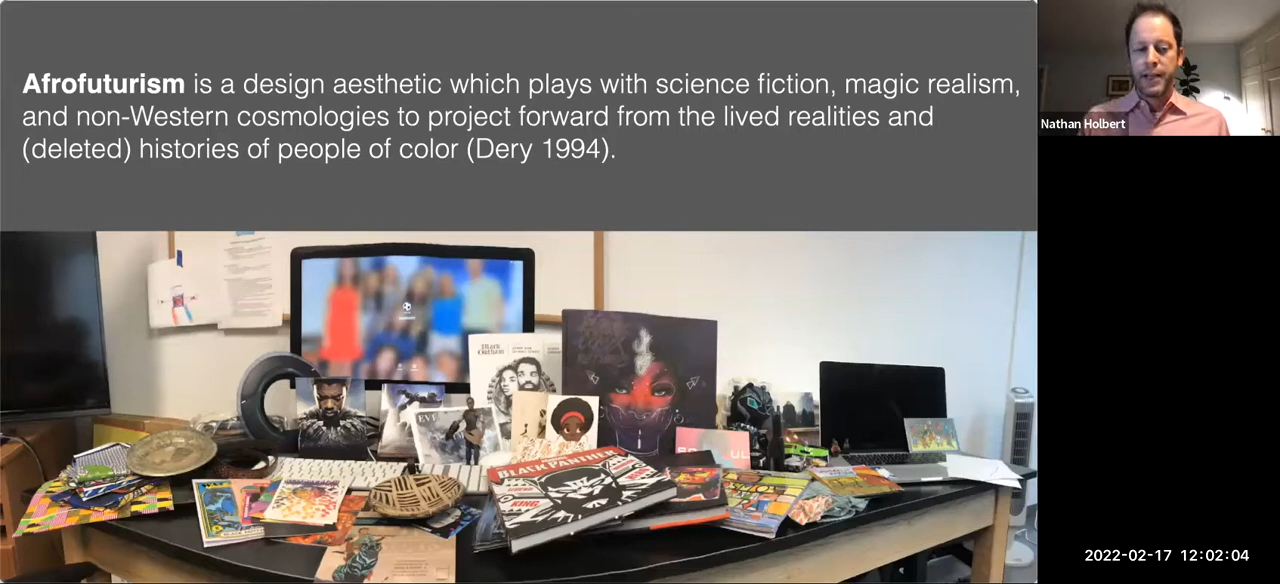 Afrofuturism is a design aesthetic which plays with science fiction, magic realism,
and non-Western cosmologies to project forward from the lived realities and
(deleted) histories of people of color (Dery 1994).
Nathan Holbert
BLACK PANTHER
KING
2022-02-17 12:02:04